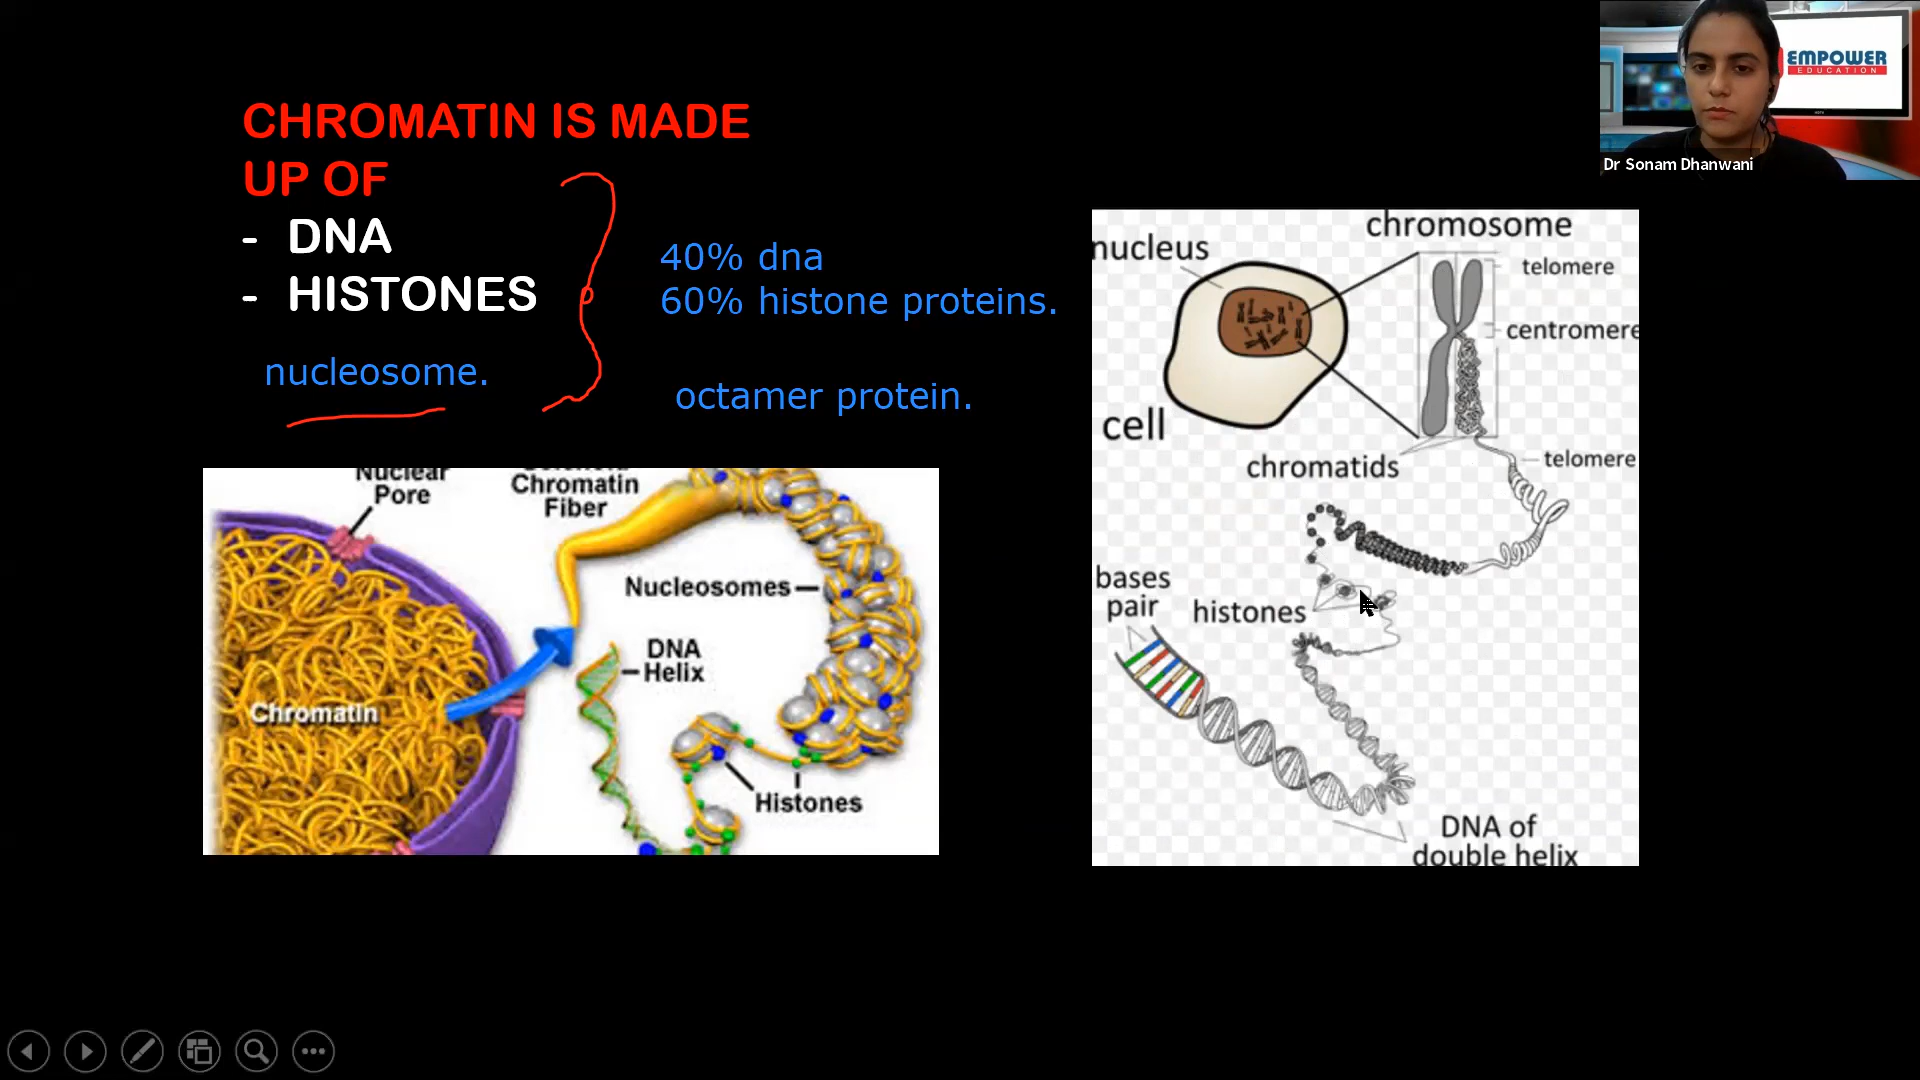 CHROMATIN IS MADE
UP OF
- DNA
- HISTONES
nucleosome.
40% dna
60% histone proteins.
octamer protein.
EMPOWER
EDUCATION
Dr Sonam Dhanwani
Nuclear
Pore
Chromatin
Fiber
Nucleosomes
DNA
Helix
Chromatin
Histones
chromosome
nucleus
telomere
centromere
cell
chromatids
telomere
bases
pair
histones
DNA of
double helix